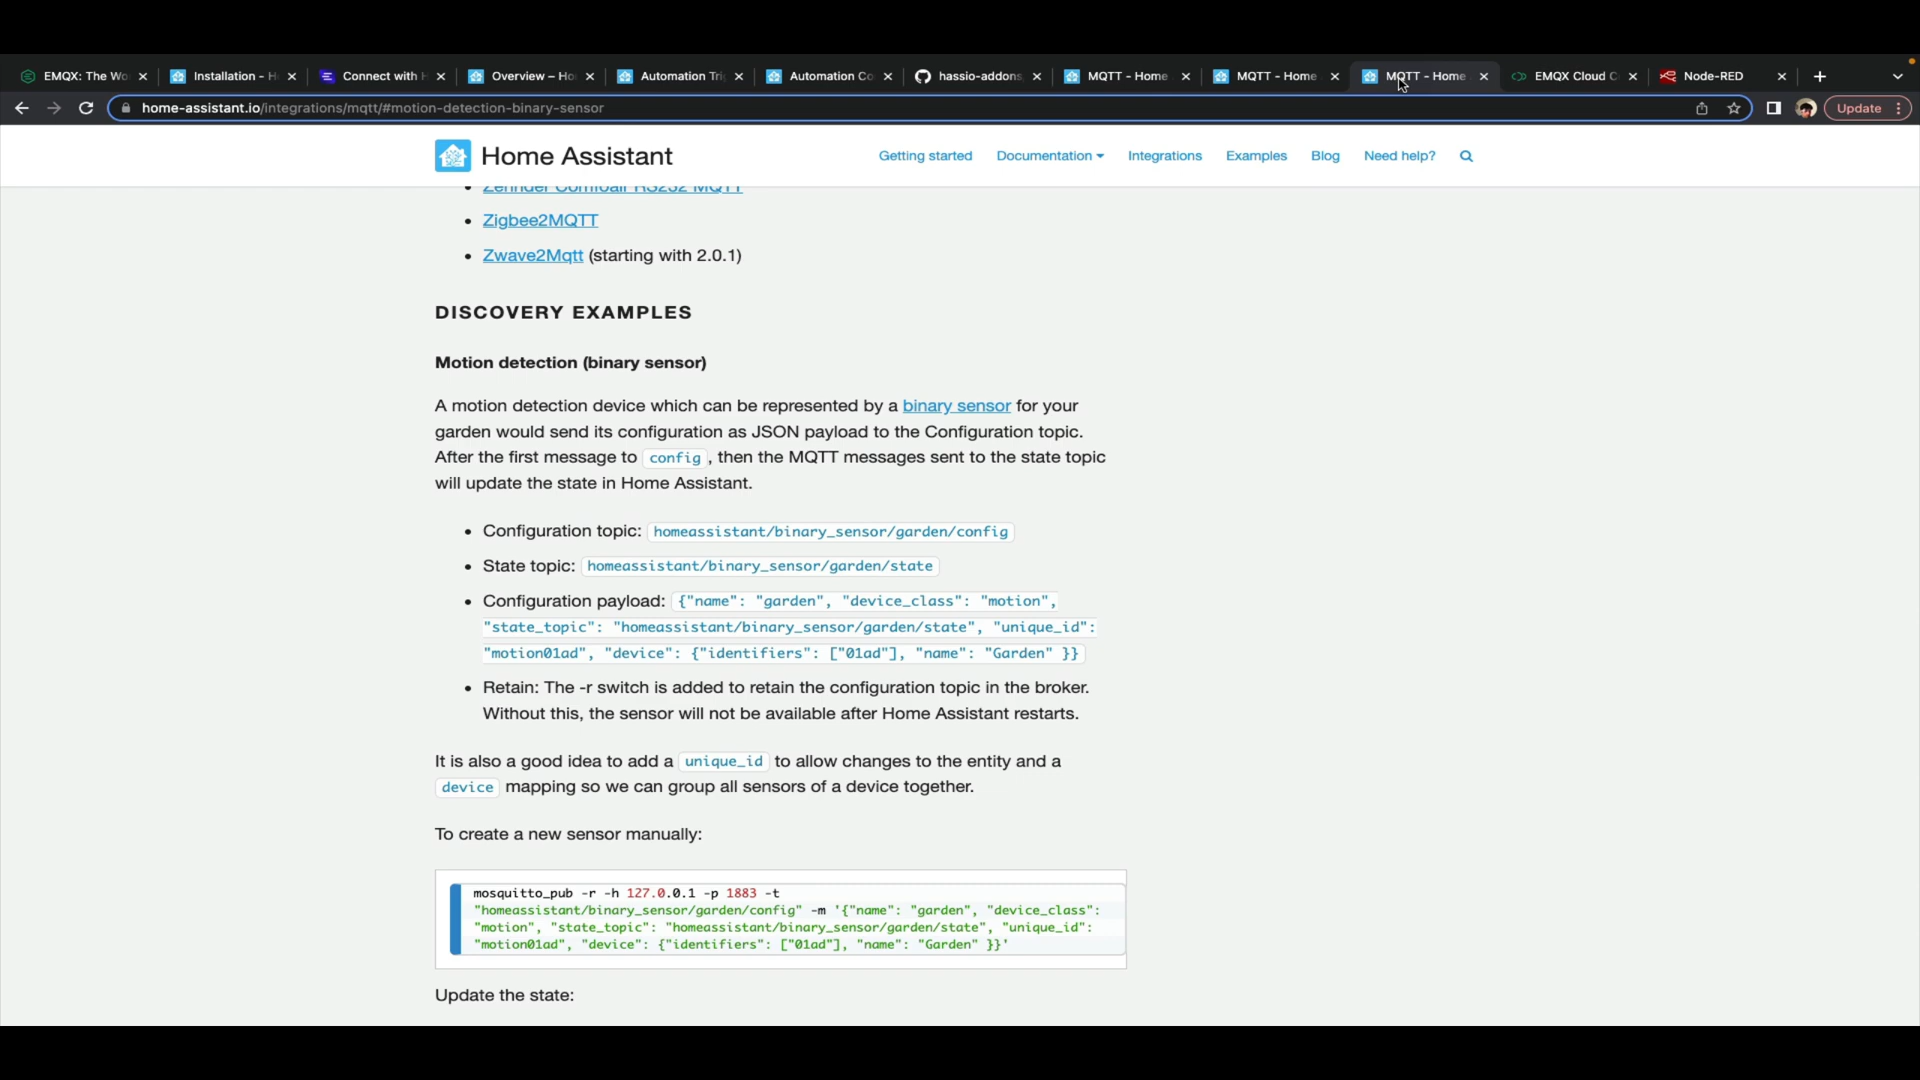 EMQX: The Wo
Installation - H
Connect with H
Overview – Ho
Automation Tri
Automation Co
hassio-addons
MQTT - Home
MQTT - Home
MQTT - Home
EMQX Cloud C
Node-RED
home-assistant.io/integrations/mqtt/#motion-detection-binary-sensor
Update
Home Assistant
Getting started
Documentation
Integrations
Examples
Blog
Need help?
Zehnder Comfoair RS232 MQTT
Zigbee2MQTT
Zwave2Mqtt (starting with 2.0.1)
DISCOVERY EXAMPLES
Motion detection (binary sensor)
A motion detection device which can be represented by a binary sensor for your
garden would send its configuration as JSON payload to the Configuration topic.
After the first message to config, then the MQTT messages sent to the state topic
will update the state in Home Assistant.
Configuration topic: homeassistant/binary_sensor/garden/config
State topic: homeassistant/binary_sensor/garden/state
Configuration payload: {"name": "garden", "device_class": "motion",
"state_topic": "homeassistant/binary_sensor/garden/state", "unique_id":
"motion01ad", "device": {"identifiers": ["01ad"], "name": "Garden" }}
Retain: The -r switch is added to retain the configuration topic in the broker.
Without this, the sensor will not be available after Home Assistant restarts.
It is also a good idea to add a unique_id to allow changes to the entity and a
device mapping so we can group all sensors of a device together.
To create a new sensor manually:
mosquitto_pub -r -h 127.0.0.1 -p 1883 -t
"homeassistant/binary_sensor/garden/config" -m '{"name": "garden", "device_class":
"motion", "state_topic": "homeassistant/binary_sensor/garden/state", "unique_id":
"motion01ad", "device": {"identifiers": ["01ad"], "name": "Garden" }}'
Update the state: